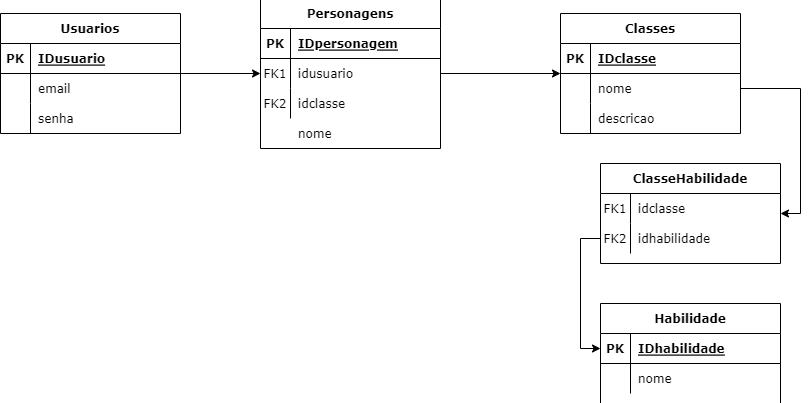 Usuarios
PK IDusuario
email
senha
Personagens
PK IDpersonagem
FK1 idusuario
FK2 idclasse
nome
Classes
PK IDclasse
nome
descricao
ClasseHabilidade
FK1 idclasse
FK2 idhabilidade
Habilidade
PK IDhabilidade
nome